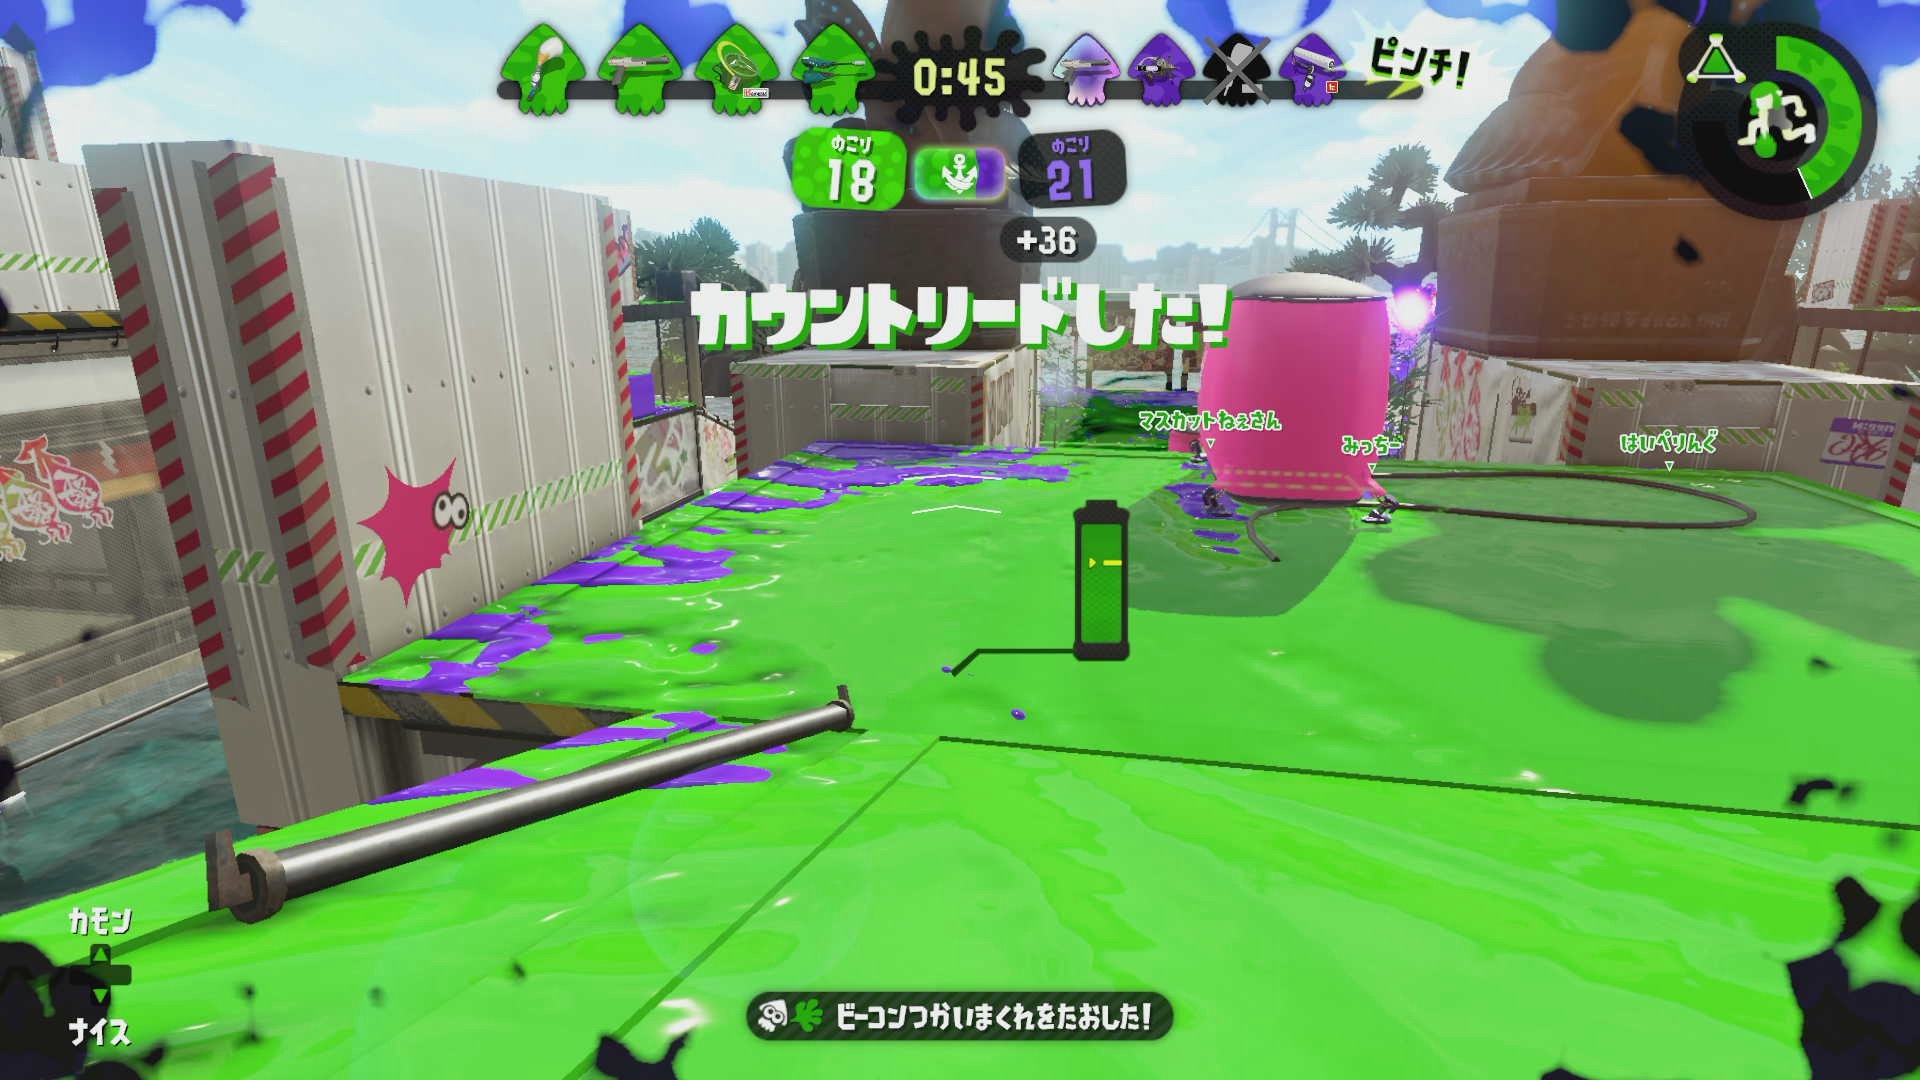 0:45
ピンチ!
のこり
18
のこり
21
+36
カウントリードした!
マスカットねぇさん
みっちー
はいぺりんぐ
カモン
ナイス
ビーコンつかいまくれをたおした!